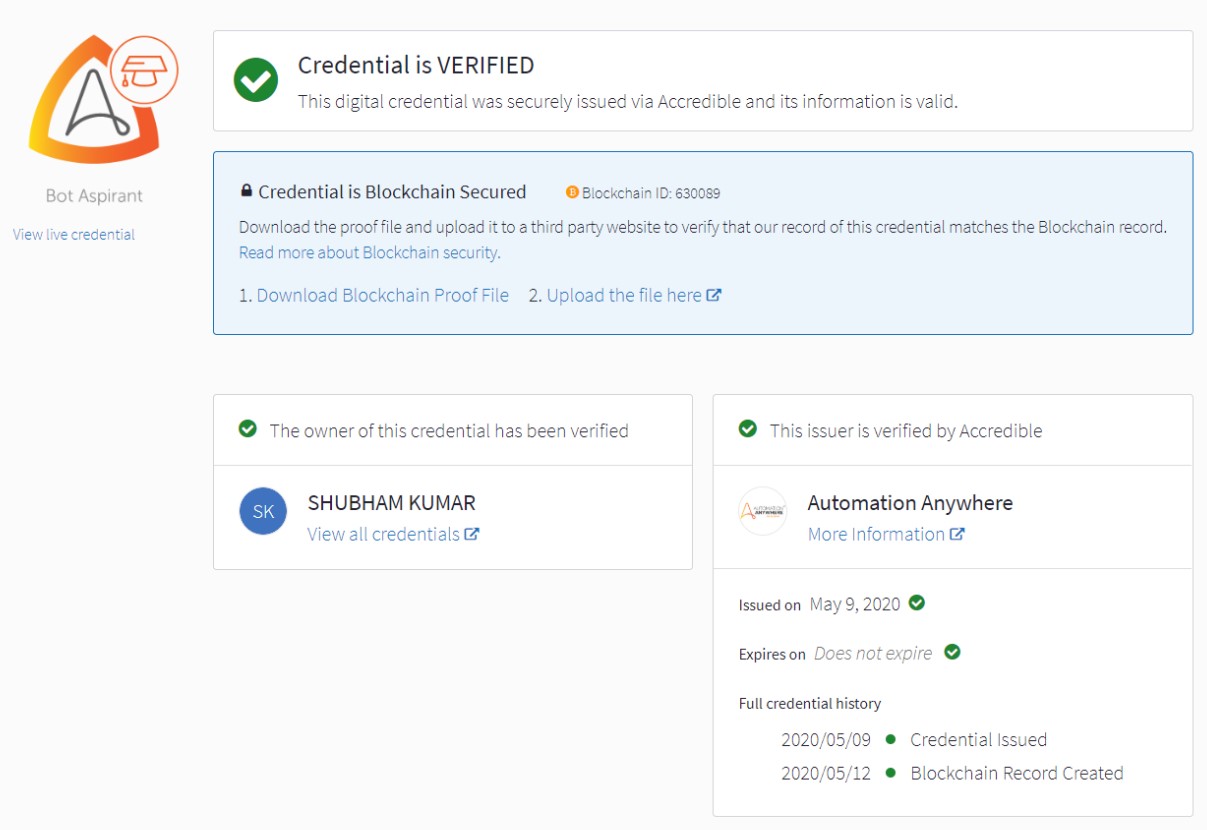 Credential is VERIFIED
This digital credential was securely issued via Accredible and its information is valid.
Bot Aspirant
View live credential
Credential is Blockchain Secured
Blockchain ID: 630089
Download the proof file and upload it to a third party website to verify that our record of this credential matches the Blockchain record.
Read more about Blockchain security.
1. Download Blockchain Proof File 2. Upload the file here
The owner of this credential has been verified
SK
SHUBHAM KUMAR
View all credentials
This issuer is verified by Accredible
AUTOMATION
ANYWHERE
Automation Anywhere
More Information
Issued on May 9, 2020
Expires on Does not expire
Full credential history
2020/05/09 Credential Issued
2020/05/12 Blockchain Record Created